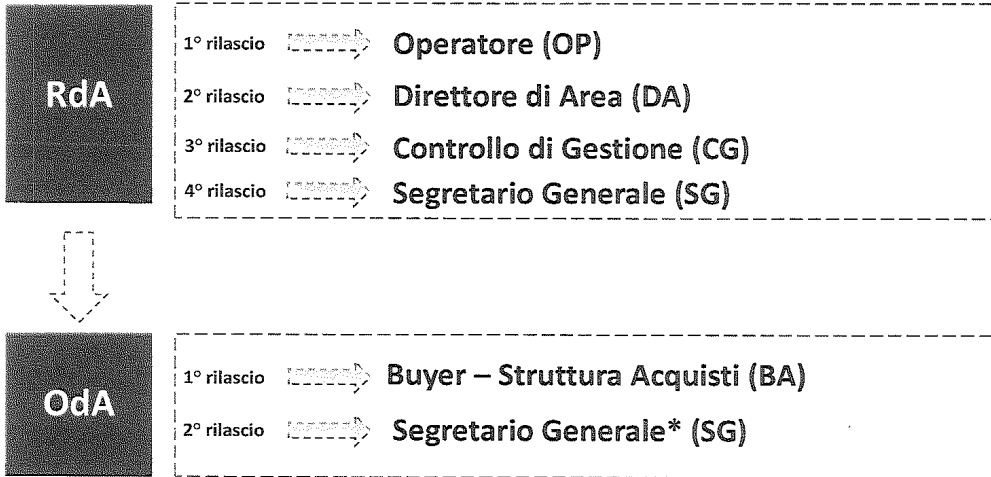 RdA
1° rilascio Operatore (OP)
2° rilascio Direttore di Area (DA)
3° rilascio Controllo di Gestione (CG)
4° rilascio Segretario Generale (SG)
OdA
1° rilascio Buyer – Struttura Acquisti (BA)
2° rilascio Segretario Generale* (SG)